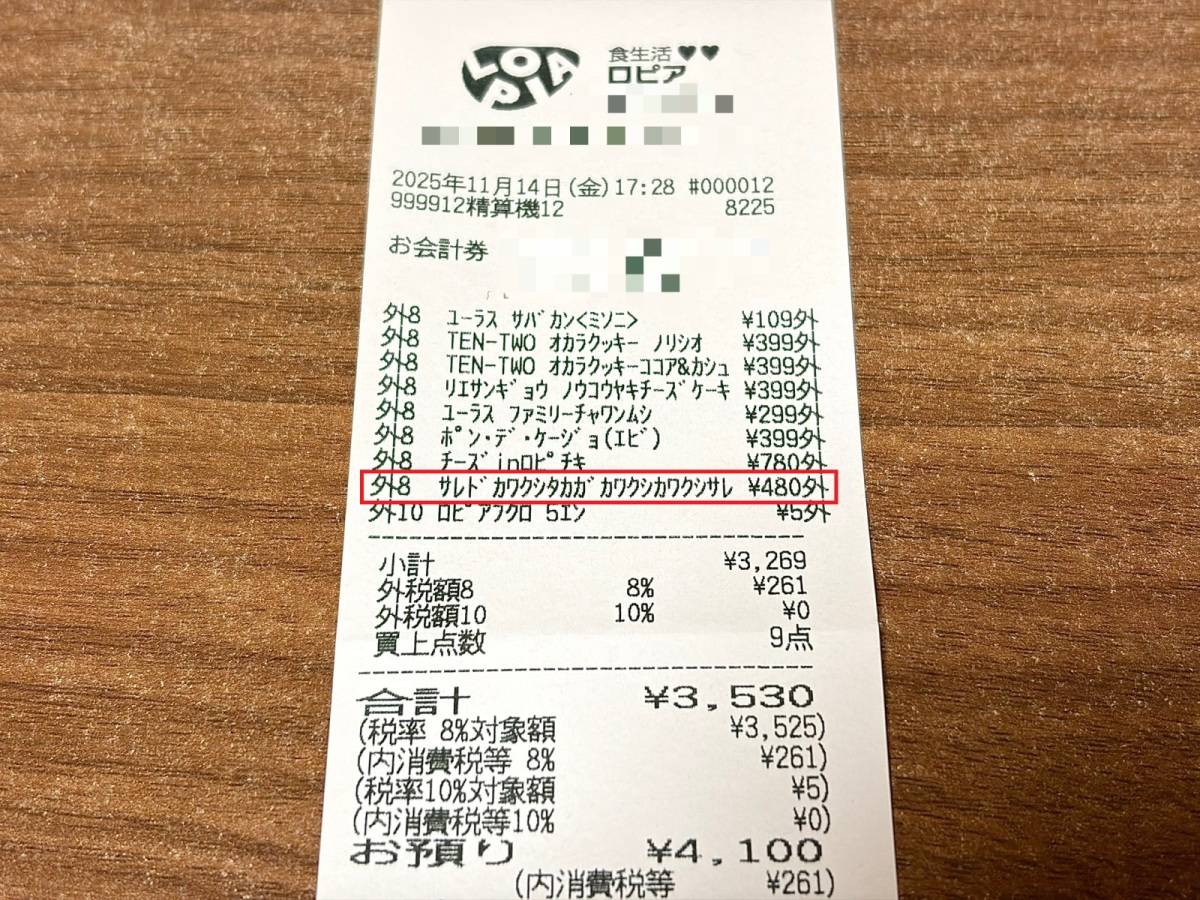 LOPIA
食生活♥♥
ロピア
2025年11月14日(金)17:28 #000012
999912精算機12 8225
お会計券
外8 ユーラス サバカン<ミソニ> ¥109外
外8 TEN-TWO オカラクッキー ノリシオ ¥399外
外8 TEN-TWO オカラクッキーココア&カシュ ¥399外
外8 リエサンギョウ ノウコウヤキチーズケーキ ¥399外
外8 ユーラス ファミリーチャワンムシ ¥299外
外8 ポン・デ・ケージョ(エビ) ¥399外
外8 チーズinロピチキ ¥780外
外8 サレドカワクシタカガカワクシカワクシサレ ¥480外
外10 ロピアフクロ 5エン ¥5外
小計 ¥3,269
外税額8 8% ¥261
外税額10 10% ¥0
買上点数 9点
合計 ¥3,530
(税率 8%対象額 ¥3,525)
(内消費税等 8% ¥261)
(税率10%対象額 ¥5)
(内消費税等10% ¥0)
お預り ¥4,100
(内消費税等 ¥261)